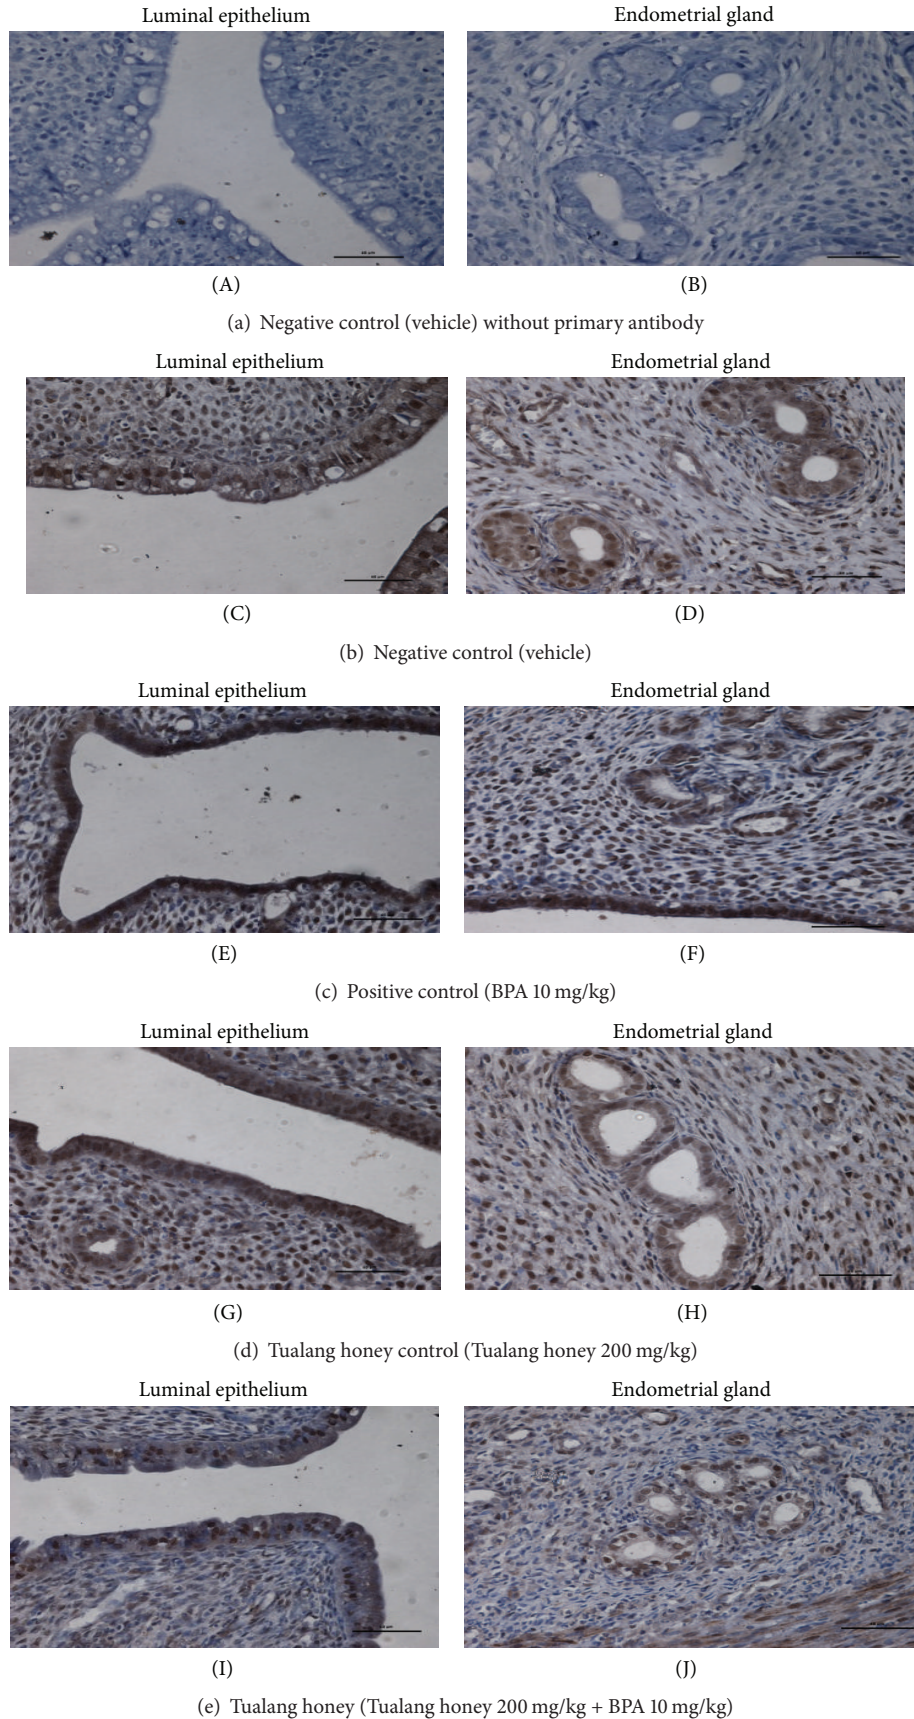 Luminal epithelium
Endometrial gland
(A)
(B)
(a) Negative control (vehicle) without primary antibody
Luminal epithelium
Endometrial gland
(C)
(D)
(b) Negative control (vehicle)
Luminal epithelium
Endometrial gland
(E)
(F)
(c) Positive control (BPA 10 mg/kg)
Luminal epithelium
Endometrial gland
(G)
(H)
(d) Tualang honey control (Tualang honey 200 mg/kg)
Luminal epithelium
Endometrial gland
(I)
(J)
(e) Tualang honey (Tualang honey 200 mg/kg + BPA 10 mg/kg)